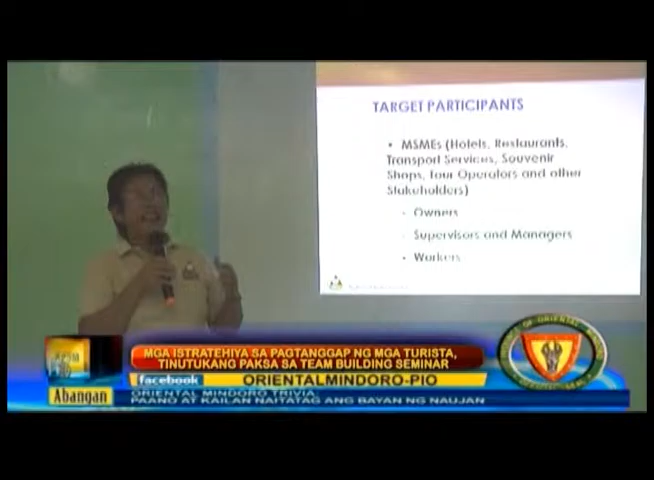 TARGET PARTICIPANTS
• MSMEs (Hotels, Restaurants,
Transport Services, Souvenir
Shops, Tour Operators and other
Stakeholders)
- Owners
- Supervisors and Managers
• Workers
MGA ISTRATEHIYA SA PAGTANGGAP NG MGA TURISTA,
TINUTUKANG PAKSA SA TEAM BUILDING SEMINAR
facebook ORIENTALMINDORO-PIO
Abangan
ORIENTAL MINDORO TRIVIA
PAANO AT KAILAN NAITATAG ANG BAYAN NG NAUJAN